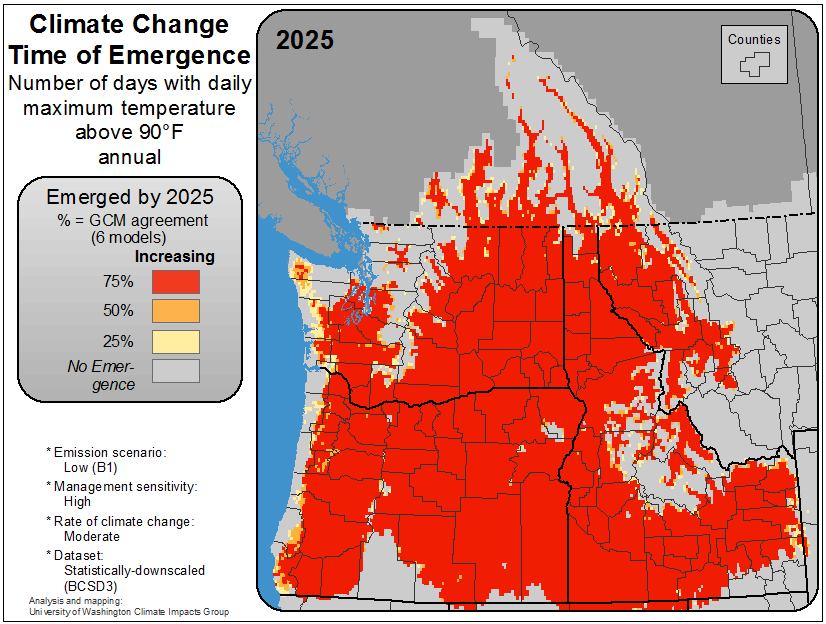 Climate Change
Time of Emergence
Number of days with daily
maximum temperature
above 90°F
annual
Emerged by 2025
% = GCM agreement
(6 models)
Increasing
75%
50%
25%
No Emer-
gence
* Emission scenario:
Low (B1)
* Management sensitivity:
High
* Rate of climate change:
Moderate
* Dataset:
Statistically-downscaled
(BCSD3)
Analysis and mapping:
University of Washington Climate Impacts Group
2025
Counties